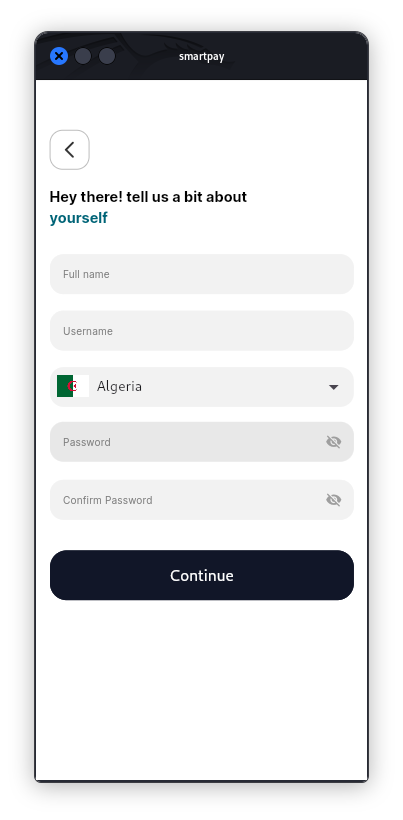 smartpay
Hey there! tell us a bit about
yourself
Full name
Username
Algeria
Password
Confirm Password
Continue